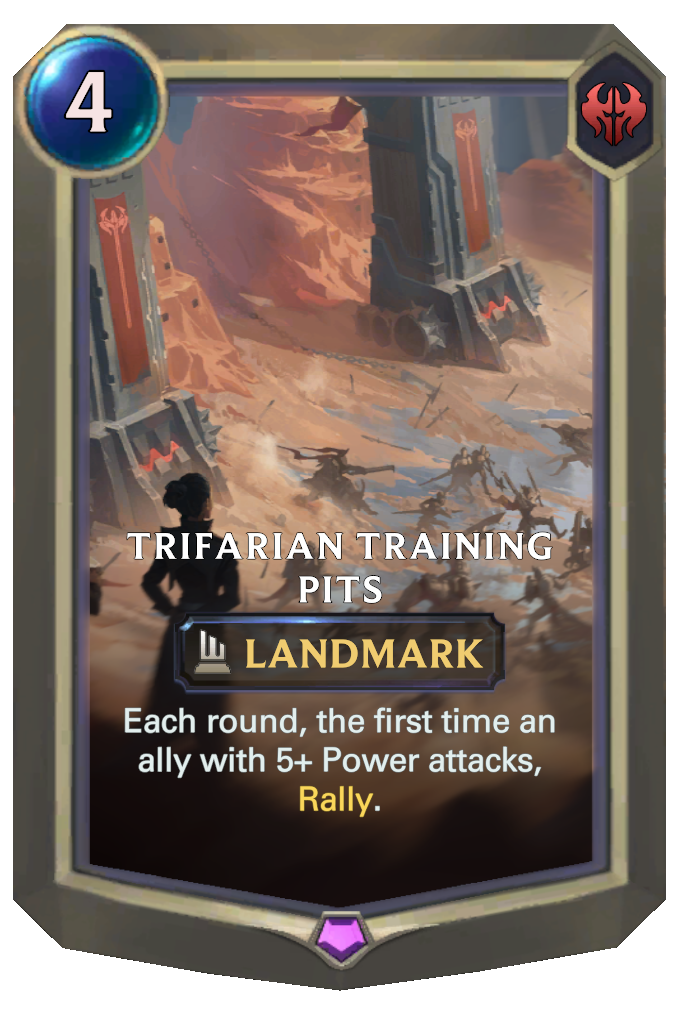 4
TRIFARIAN TRAINING
PITS
LANDMARK
Each round, the first time an
ally with 5+ Power attacks,
Rally.